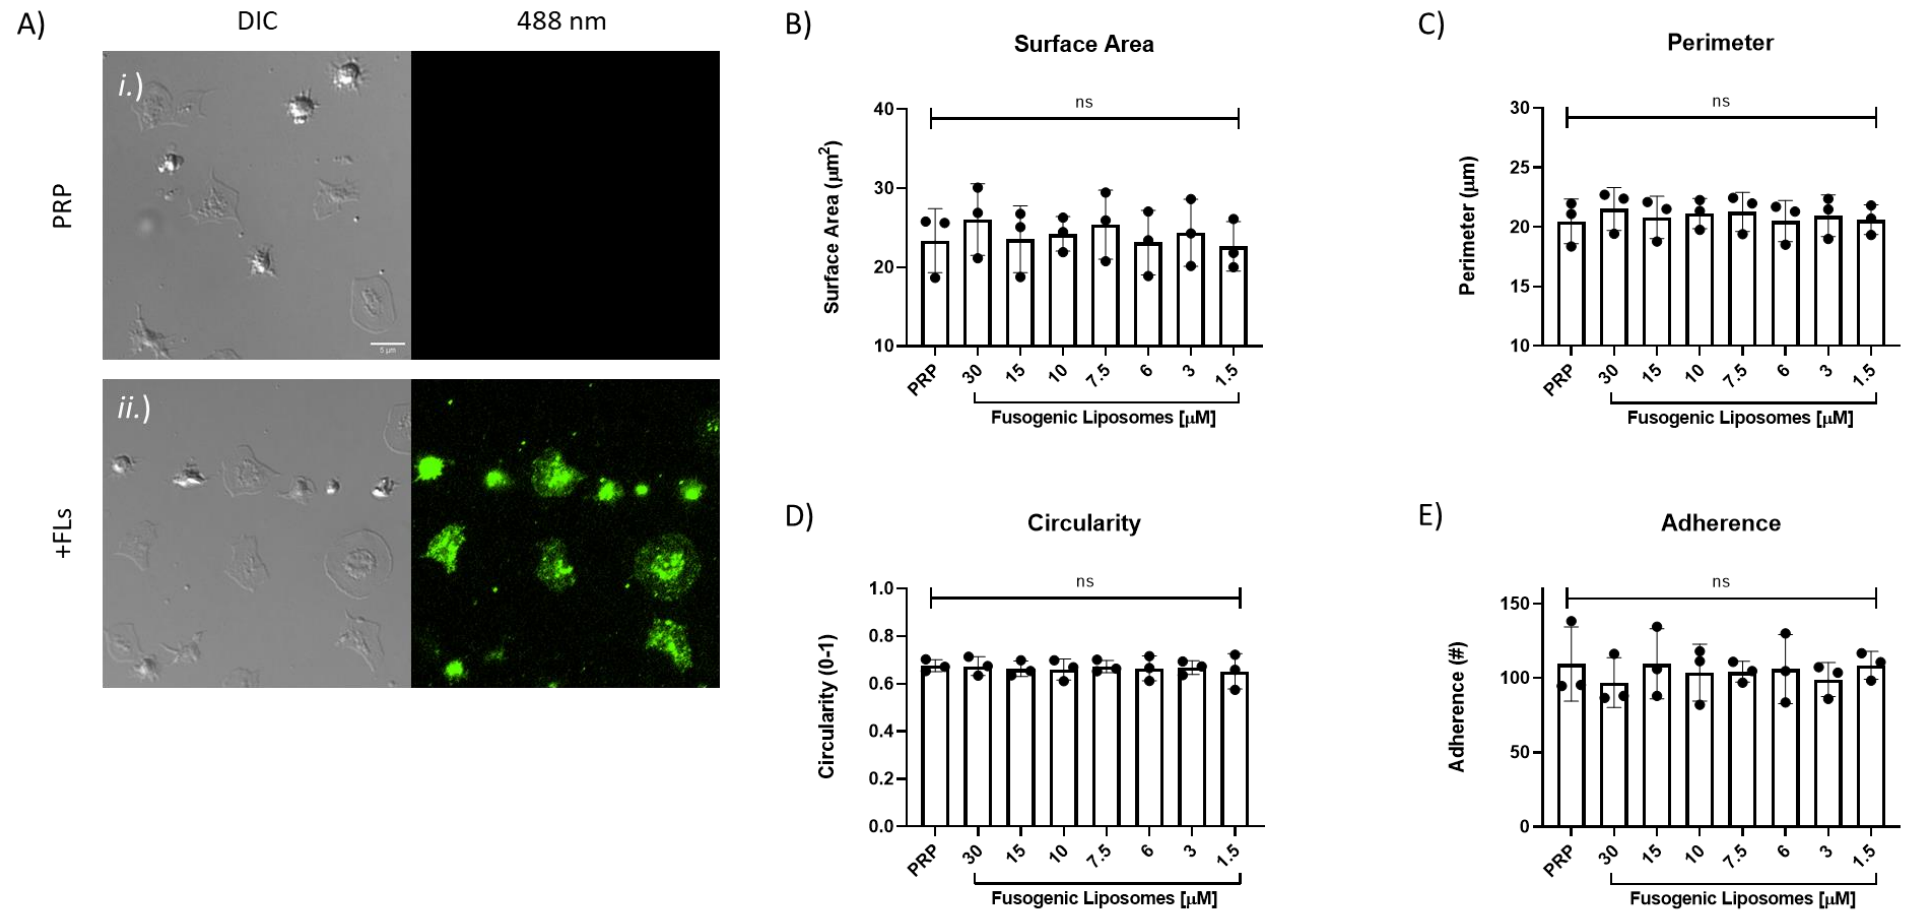 A)
DIC
488 nm
PRP
i.)
5 µm
+FLs
ii.)
B)
Surface Area
ns
Surface Area (µm²)
40
30
20
10
PRP
30
15
10
7.5
6
3
1.5
Fusogenic Liposomes [µM]
C)
Perimeter
ns
Perimeter (µm)
30
25
20
15
10
PRP
30
15
10
7.5
6
3
1.5
Fusogenic Liposomes [µM]
D)
Circularity
ns
Circularity (0-1)
1.0
0.8
0.6
0.4
0.2
0.0
PRP
30
15
10
7.5
6
3
1.5
Fusogenic Liposomes [µM]
E)
Adherence
ns
Adherence (#)
150
100
50
0
PRP
30
15
10
7.5
6
3
1.5
Fusogenic Liposomes [µM]